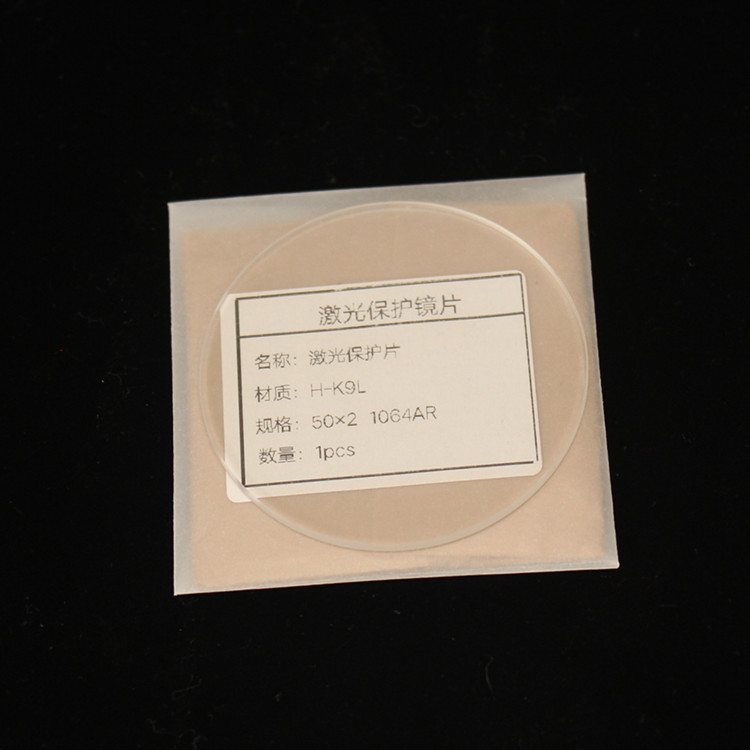 激光保护镜片
名称：激光保护片
材质：H-K9L
规格：50×2 1064AR
数量：1pcs